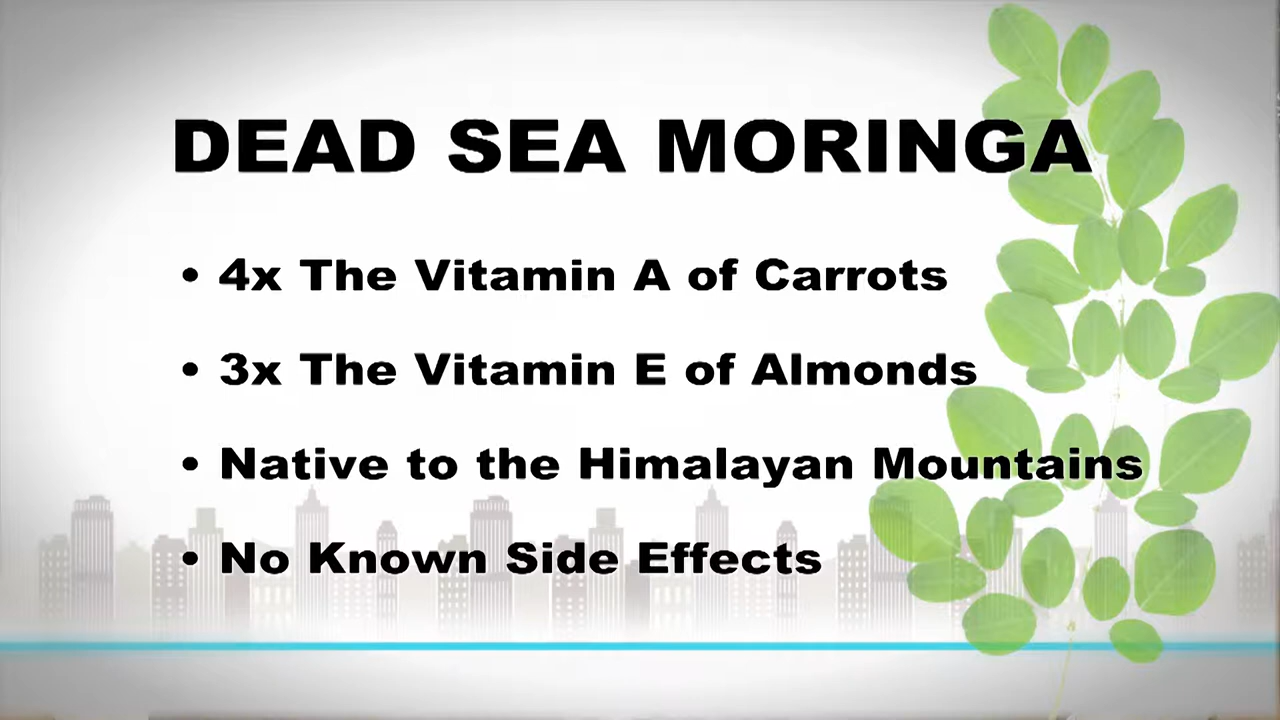 DEAD SEA MORINGA
• 4x The Vitamin A of Carrots
• 3x The Vitamin E of Almonds
• Native to the Himalayan Mountains
• No Known Side Effects